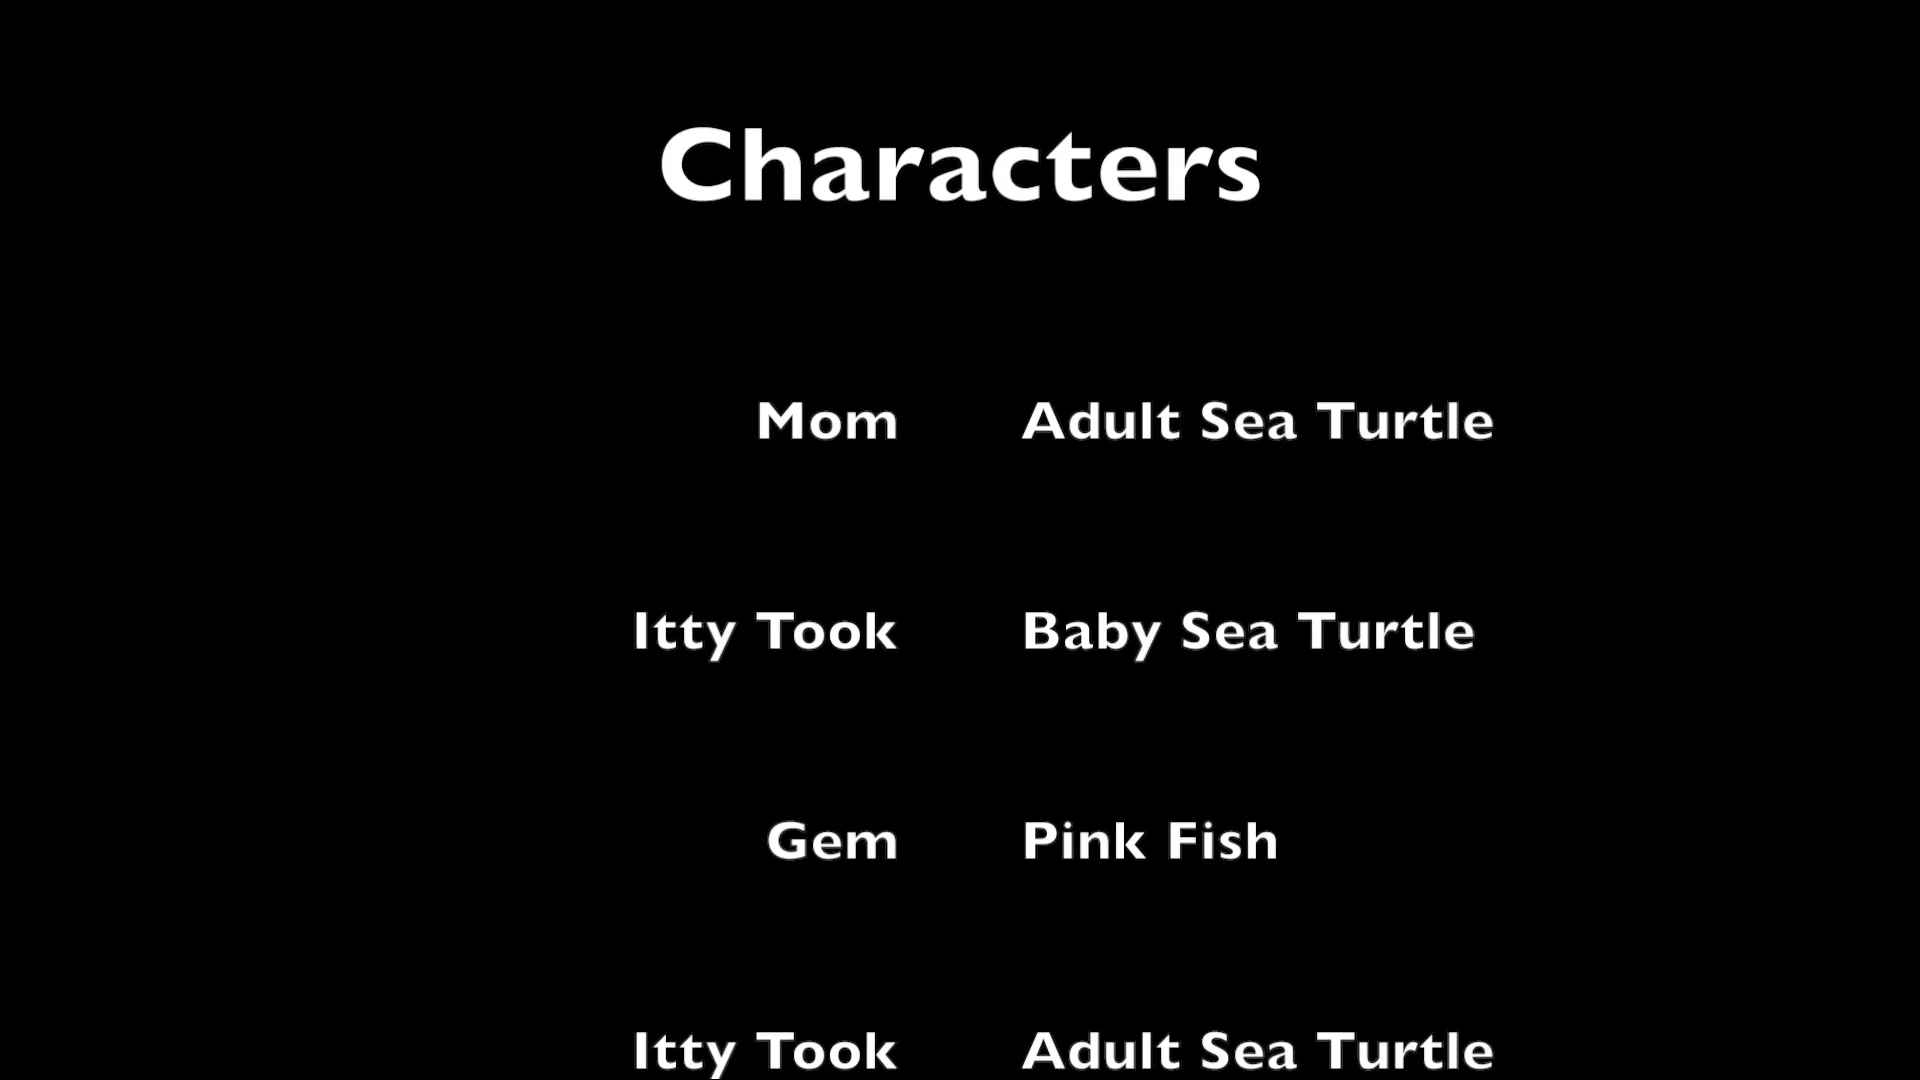 Characters
Mom Adult Sea Turtle
Itty Took Baby Sea Turtle
Gem Pink Fish
Itty Took Adult Sea Turtle